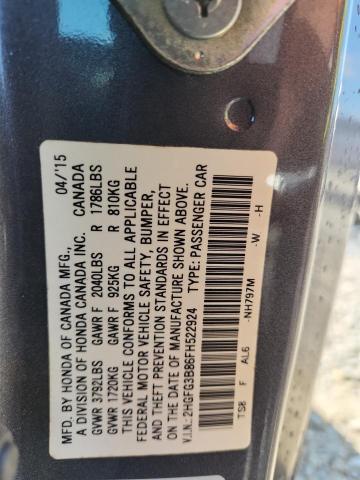 MFD. BY HONDA OF CANADA MFG., 04/'15
A DIVISION OF HONDA CANADA INC. CANADA
GVWR 3792LBS GAWR F 2040LBS R 1786LBS
GVWR 1720KG GAWR F 925KG R 810KG
THIS VEHICLE CONFORMS TO ALL APPLICABLE
FEDERAL MOTOR VEHICLE SAFETY, BUMPER,
AND THEFT PREVENTION STANDARDS IN EFFECT
ON THE DATE OF MANUFACTURE SHOWN ABOVE.
V.I.N.: 2HGFG3B86FH522924 TYPE: PASSENGER CAR
TS8 F AL6 -NH797M -W -H